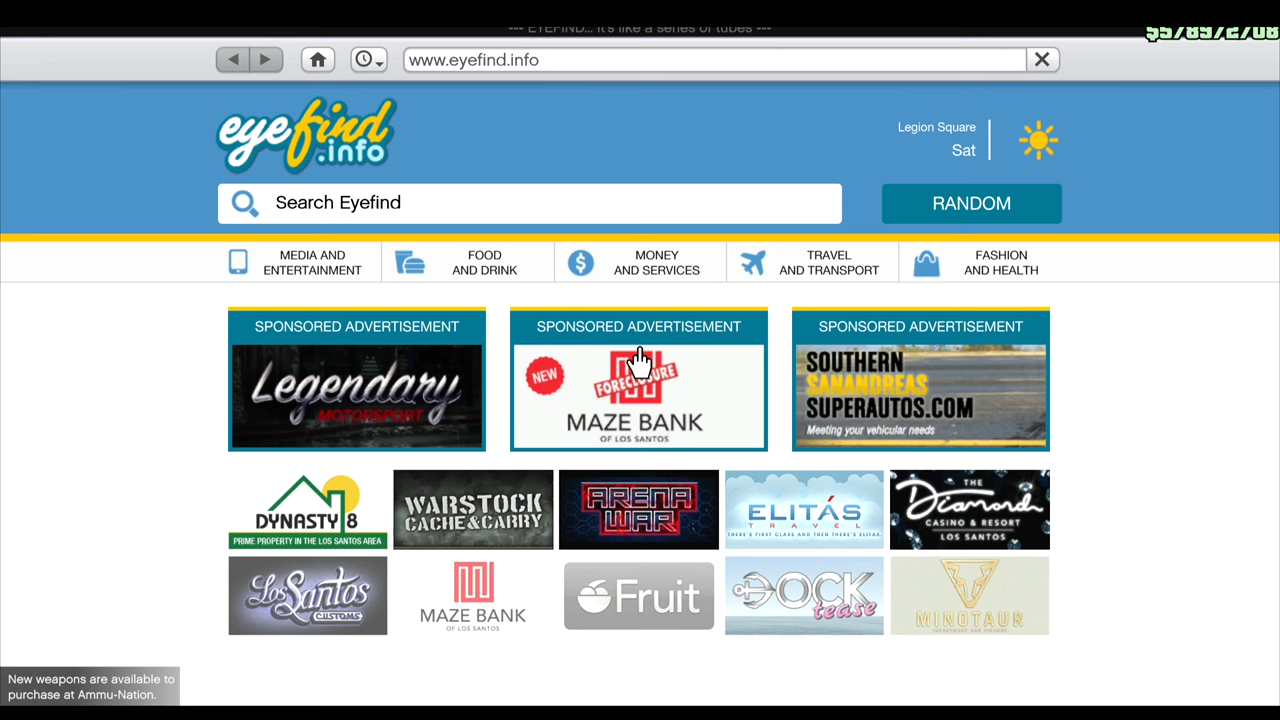 --- EYEFIND... it's like a series of tubes ---
www.eyefind.info
eyefind
.info
Legion Square
Sat
Search Eyefind
RANDOM
MEDIA AND
ENTERTAINMENT
FOOD
AND DRINK
MONEY
AND SERVICES
TRAVEL
AND TRANSPORT
FASHION
AND HEALTH
SPONSORED ADVERTISEMENT
Legendary
MOTORSPORT
SPONSORED ADVERTISEMENT
NEW
FORECLOSURE
MAZE BANK
OF LOS SANTOS
SPONSORED ADVERTISEMENT
SOUTHERN
SANANDREAS
SUPERAUTOS.COM
Meeting your vehicular needs
DYNASTY 8
PRIME PROPERTY IN THE LOS SANTOS AREA
WARSTOCK
CACHE&CARRY
ARENA
WAR
ELITÁS
TRAVEL
THERE'S FIRST CLASS AND THEN THERE'S ELITAS.
THE
Diamond
CASINO & RESORT
LOS SANTOS
Los Santos
CUSTOMS
MAZE BANK
OF LOS SANTOS
Fruit
DOCK
tease
MINOTAUR
New weapons are available to
purchase at Ammu-Nation.